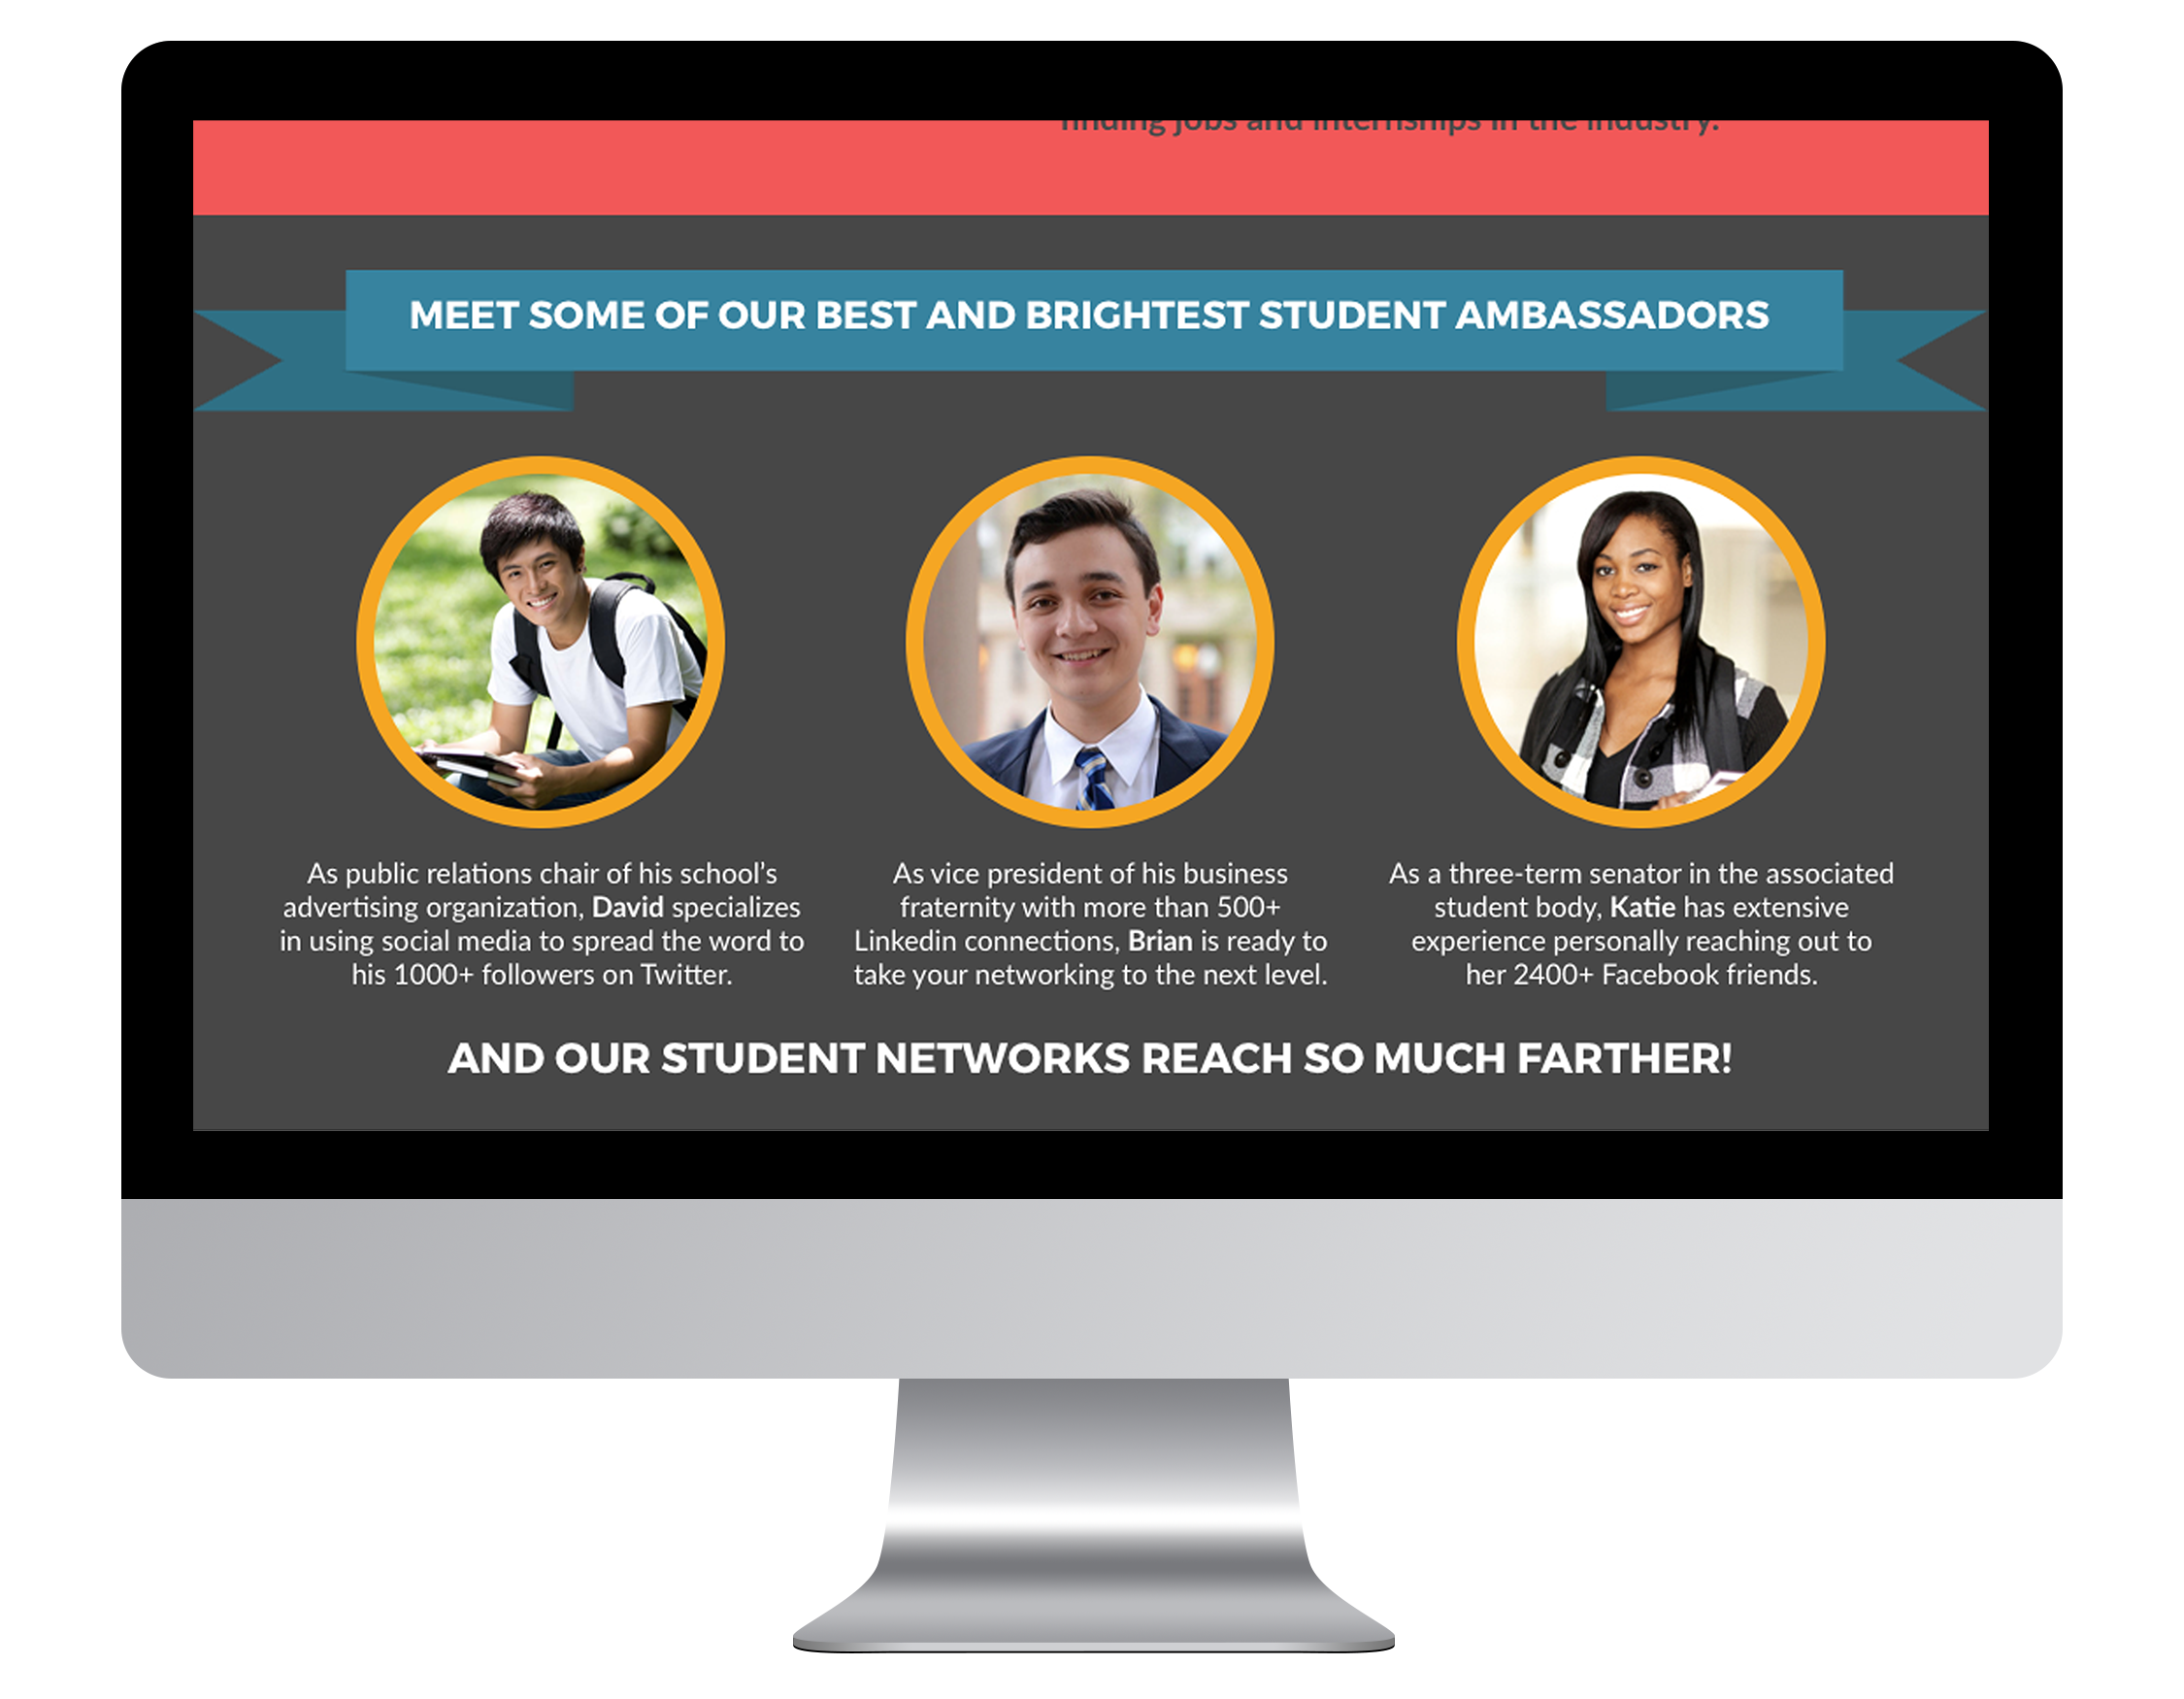 finding jobs and internships in the industry.
MEET SOME OF OUR BEST AND BRIGHTEST STUDENT AMBASSADORS
As public relations chair of his school's
advertising organization, David specializes
in using social media to spread the word to
his 1000+ followers on Twitter.
As vice president of his business
fraternity with more than 500+
Linkedin connections, Brian is ready to
take your networking to the next level.
As a three-term senator in the associated
student body, Katie has extensive
experience personally reaching out to
her 2400+ Facebook friends.
AND OUR STUDENT NETWORKS REACH SO MUCH FARTHER!